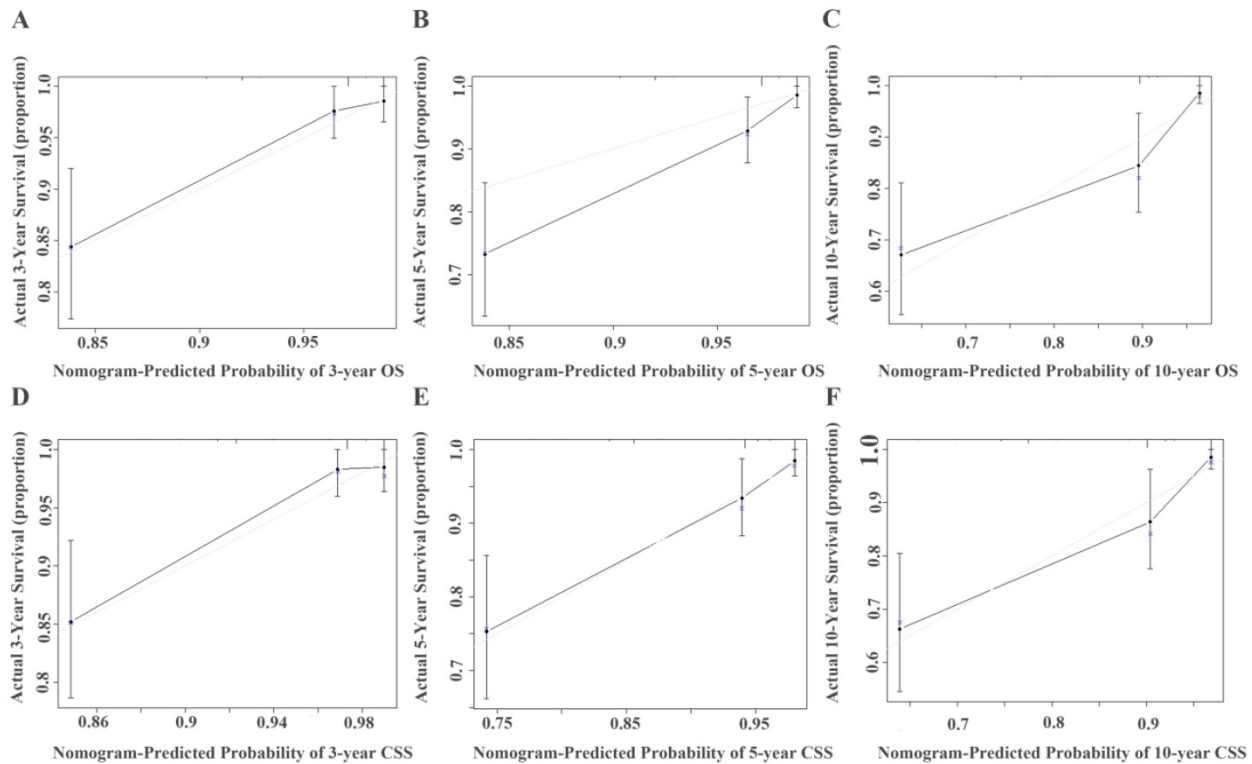 A
Actual 3-Year Survival (proportion)
1.0
0.95
0.9
0.85
0.8
0.85
0.9
0.95
Nomogram-Predicted Probability of 3-year OS
B
Actual 5-Year Survival (proportion)
1.0
0.9
0.8
0.7
0.85
0.9
0.95
Nomogram-Predicted Probability of 5-year OS
C
Actual 10-Year Survival (proportion)
1.0
0.9
0.8
0.7
0.6
0.7
0.8
0.9
Nomogram-Predicted Probability of 10-year OS
D
Actual 3-Year Survival (proportion)
1.0
0.95
0.9
0.85
0.8
0.86
0.9
0.94
0.98
Nomogram-Predicted Probability of 3-year CSS
E
Actual 5-Year Survival (proportion)
1.0
0.9
0.8
0.7
0.75
0.85
0.95
Nomogram-Predicted Probability of 5-year CSS
F
Actual 10-Year Survival (proportion)
1.0
0.9
0.8
0.7
0.6
0.7
0.8
0.9
Nomogram-Predicted Probability of 10-year CSS